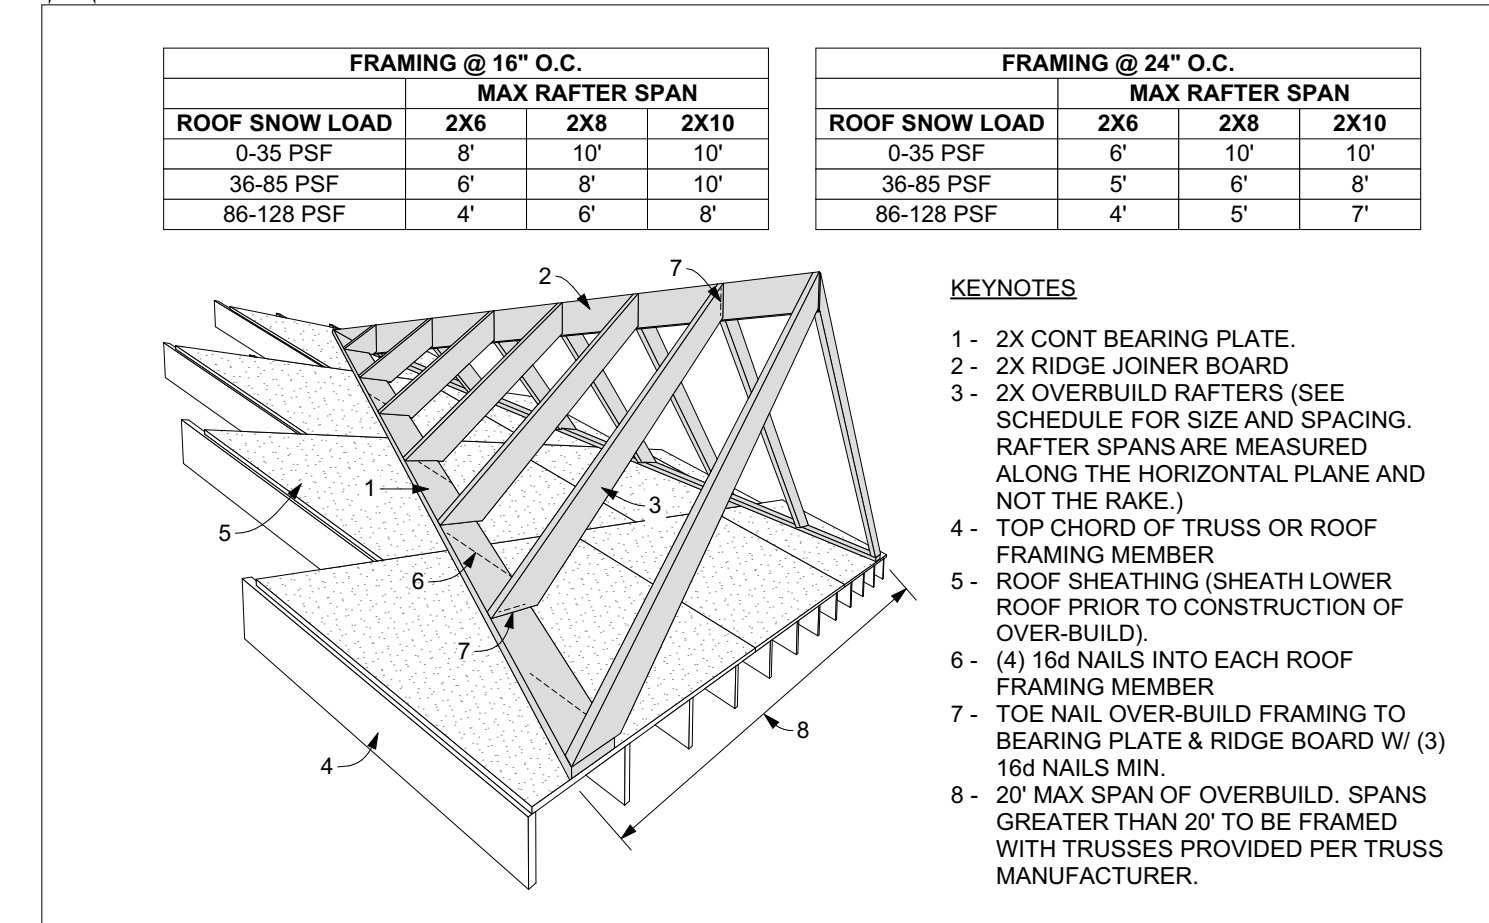 FRAMING @ 16" O.C.
MAX RAFTER SPAN
ROOF SNOW LOAD 2X6 2X8 2X10
0-35 PSF 8' 10' 10'
36-85 PSF 6' 8' 10'
86-128 PSF 4' 6' 8'
FRAMING @ 24" O.C.
MAX RAFTER SPAN
ROOF SNOW LOAD 2X6 2X8 2X10
0-35 PSF 6' 10' 10'
36-85 PSF 5' 6' 8'
86-128 PSF 4' 5' 7'
2
7
1
3
5
6
7
8
4
KEYNOTES
1 - 2X CONT BEARING PLATE.
2 - 2X RIDGE JOINER BOARD
3 - 2X OVERBUILD RAFTERS (SEE
SCHEDULE FOR SIZE AND SPACING.
RAFTER SPANS ARE MEASURED
ALONG THE HORIZONTAL PLANE AND
NOT THE RAKE.)
4 - TOP CHORD OF TRUSS OR ROOF
FRAMING MEMBER
5 - ROOF SHEATHING (SHEATH LOWER
ROOF PRIOR TO CONSTRUCTION OF
OVER-BUILD).
6 - (4) 16d NAILS INTO EACH ROOF
FRAMING MEMBER
7 - TOE NAIL OVER-BUILD FRAMING TO
BEARING PLATE & RIDGE BOARD W/ (3)
16d NAILS MIN.
8 - 20' MAX SPAN OF OVERBUILD. SPANS
GREATER THAN 20' TO BE FRAMED
WITH TRUSSES PROVIDED PER TRUSS
MANUFACTURER.